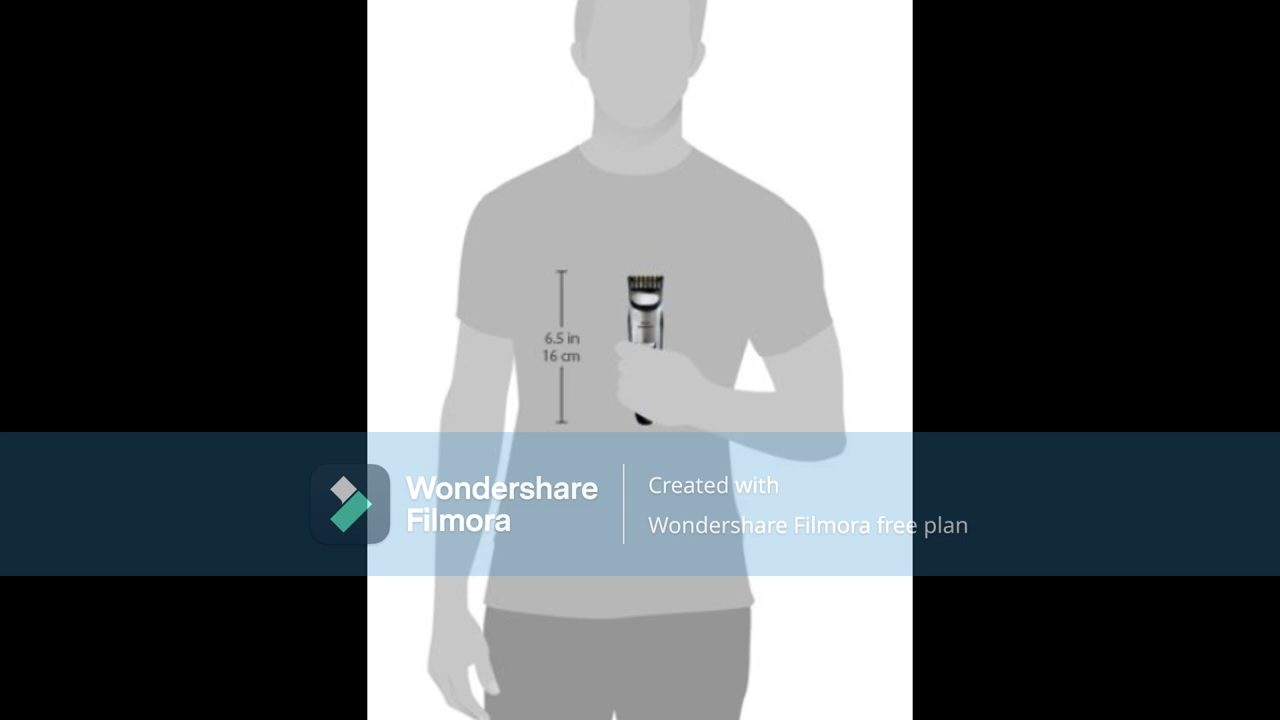 6.5 in
16 cm
Wondershare
Filmora
Created with
Wondershare Filmora free plan